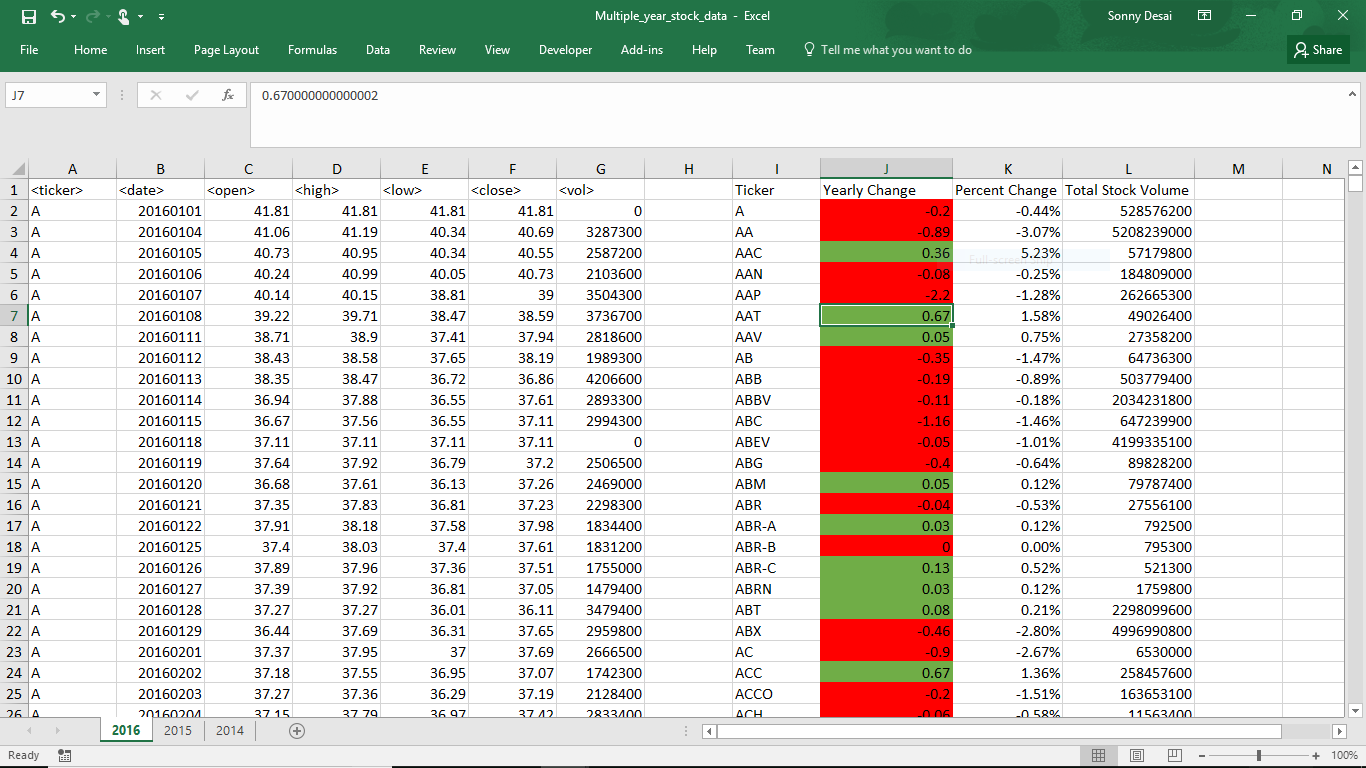 Multiple_year_stock_data - Excel
Sonny Desai
File Home Insert Page Layout Formulas Data Review View Developer Add-ins Help Team Tell me what you want to do Share
J7 fx 0.670000000000002
A B C D E F G H I J K L M N
1 <ticker> <date> <open> <high> <low> <close> <vol> Ticker Yearly Change Percent Change Total Stock Volume
2 A 20160101 41.81 41.81 41.81 41.81 0 A -0.2 -0.44% 528576200
3 A 20160104 41.06 41.19 40.34 40.69 3287300 AA -0.89 -3.07% 5208239000
4 A 20160105 40.73 40.95 40.34 40.55 2587200 AAC 0.36 5.23% 57179800
5 A 20160106 40.24 40.99 40.05 40.73 2103600 AAN -0.08 -0.25% 184809000
6 A 20160107 40.14 40.15 38.81 39 3504300 AAP -2.2 -1.28% 262665300
7 A 20160108 39.22 39.71 38.47 38.59 3736700 AAT 0.67 1.58% 49026400
8 A 20160111 38.71 38.9 37.41 37.94 2818600 AAV 0.05 0.75% 27358200
9 A 20160112 38.43 38.58 37.65 38.19 1989300 AB -0.35 -1.47% 64736300
10 A 20160113 38.35 38.47 36.72 36.86 4206600 ABB -0.19 -0.89% 503779400
11 A 20160114 36.94 37.88 36.55 37.61 2893300 ABBV -0.11 -0.18% 2034231800
12 A 20160115 36.67 37.56 36.55 37.11 2994300 ABC -1.16 -1.46% 647239900
13 A 20160118 37.11 37.11 37.11 37.11 0 ABEV -0.05 -1.01% 4199335100
14 A 20160119 37.64 37.92 36.79 37.2 2506500 ABG -0.4 -0.64% 89828200
15 A 20160120 36.68 37.61 36.13 37.26 2469000 ABM 0.05 0.12% 79787400
16 A 20160121 37.35 37.83 36.81 37.23 2298300 ABR -0.04 -0.53% 27556100
17 A 20160122 37.91 38.18 37.58 37.98 1834400 ABR-A 0.03 0.12% 792500
18 A 20160125 37.4 38.03 37.4 37.61 1831200 ABR-B 0 0.00% 795300
19 A 20160126 37.89 37.96 37.36 37.51 1755000 ABR-C 0.13 0.52% 521300
20 A 20160127 37.39 37.92 36.81 37.05 1479400 ABRN 0.03 0.12% 1759800
21 A 20160128 37.27 37.27 36.01 36.11 3479400 ABT 0.08 0.21% 2298099600
22 A 20160129 36.44 37.69 36.31 37.65 2959800 ABX -0.46 -2.80% 4996990800
23 A 20160201 37.37 37.95 37 37.69 2666500 AC -0.9 -2.67% 6530000
24 A 20160202 37.18 37.55 36.95 37.07 1742300 ACC 0.67 1.36% 258457600
25 A 20160203 37.27 37.36 36.29 37.19 2128400 ACCO -0.2 -1.51% 163653100
26 A 20160204 37.15 37.79 36.97 37.42 2833400 ACH -0.06 -0.58% 11563400
2016 2015 2014
Ready 100%